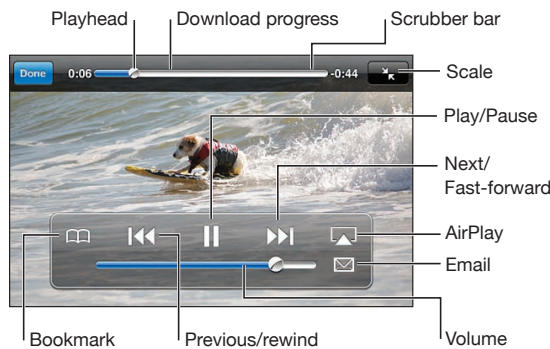 Playhead
Download progress
Scrubber bar
Done
0:06
-0:44
Scale
Play/Pause
Next/
Fast-forward
AirPlay
Email
Bookmark
Previous/rewind
Volume